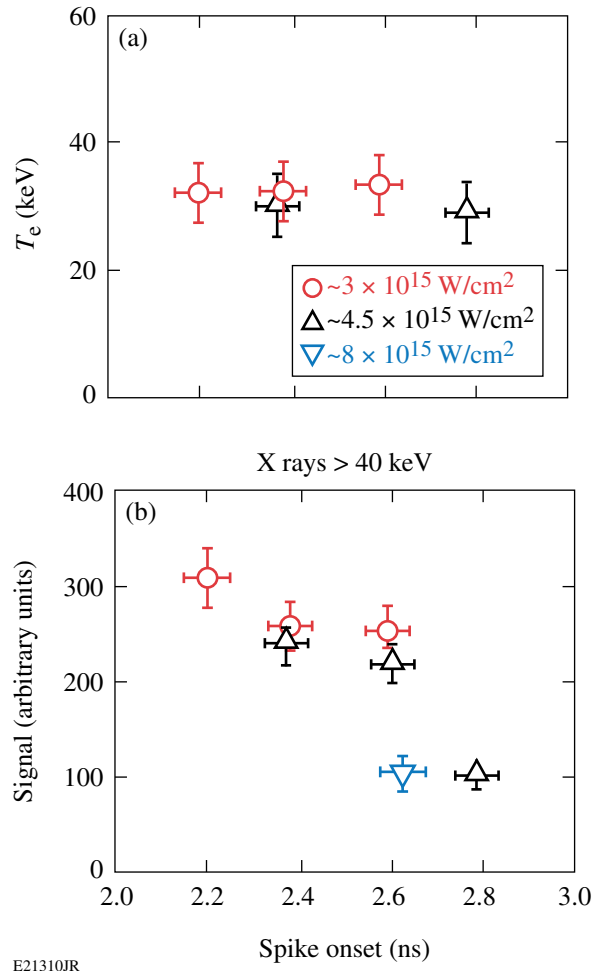 (a)
60
40
20
0
Te (keV)
~3 × 10^15 W/cm^2
~4.5 × 10^15 W/cm^2
~8 × 10^15 W/cm^2
X rays > 40 keV
(b)
400
300
200
100
0
Signal (arbitrary units)
2.0 2.2 2.4 2.6 2.8 3.0
Spike onset (ns)
E21310JR